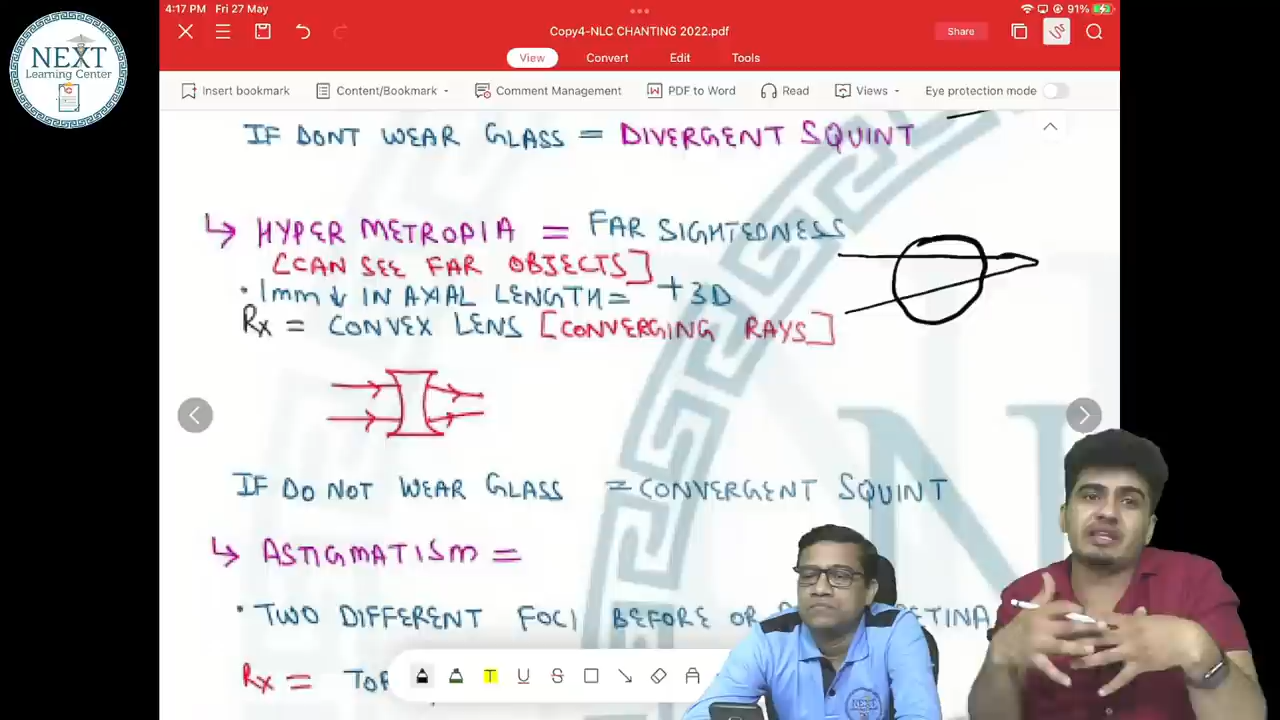 4:17 PM Fri 27 May
91%
NEXT
Learning Center
Copy4-NLC CHANTING 2022.pdf
Share
View Convert Edit Tools
Insert bookmark Content/Bookmark Comment Management PDF to Word Read Views Eye protection mode
IF DONT WEAR GLASS = DIVERGENT SQUINT
↳ HYPER METROPIA = FAR SIGHTEDNESS
[CAN SEE FAR OBJECTS]
• 1mm↓ IN AXIAL LENGTH = +3D
Rx = CONVEX LENS [CONVERGING RAYS]
IF DO NOT WEAR GLASS = CONVERGENT SQUINT
↳ ASTIGMATISM =
• TWO DIFFERENT FOCI BEFORE OR
Rx =